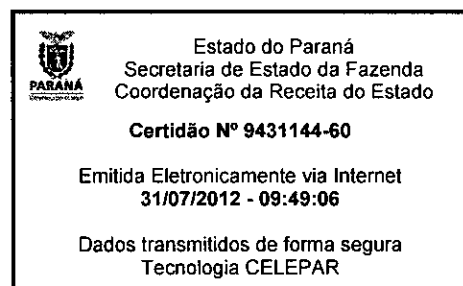 Estado do Paraná
Secretaria de Estado da Fazenda
Coordenação da Receita do Estado
PARANÁ
Certidão Nº 9431144-60
Emitida Eletronicamente via Internet
31/07/2012 - 09:49:06
Dados transmitidos de forma segura
Tecnologia CELEPAR